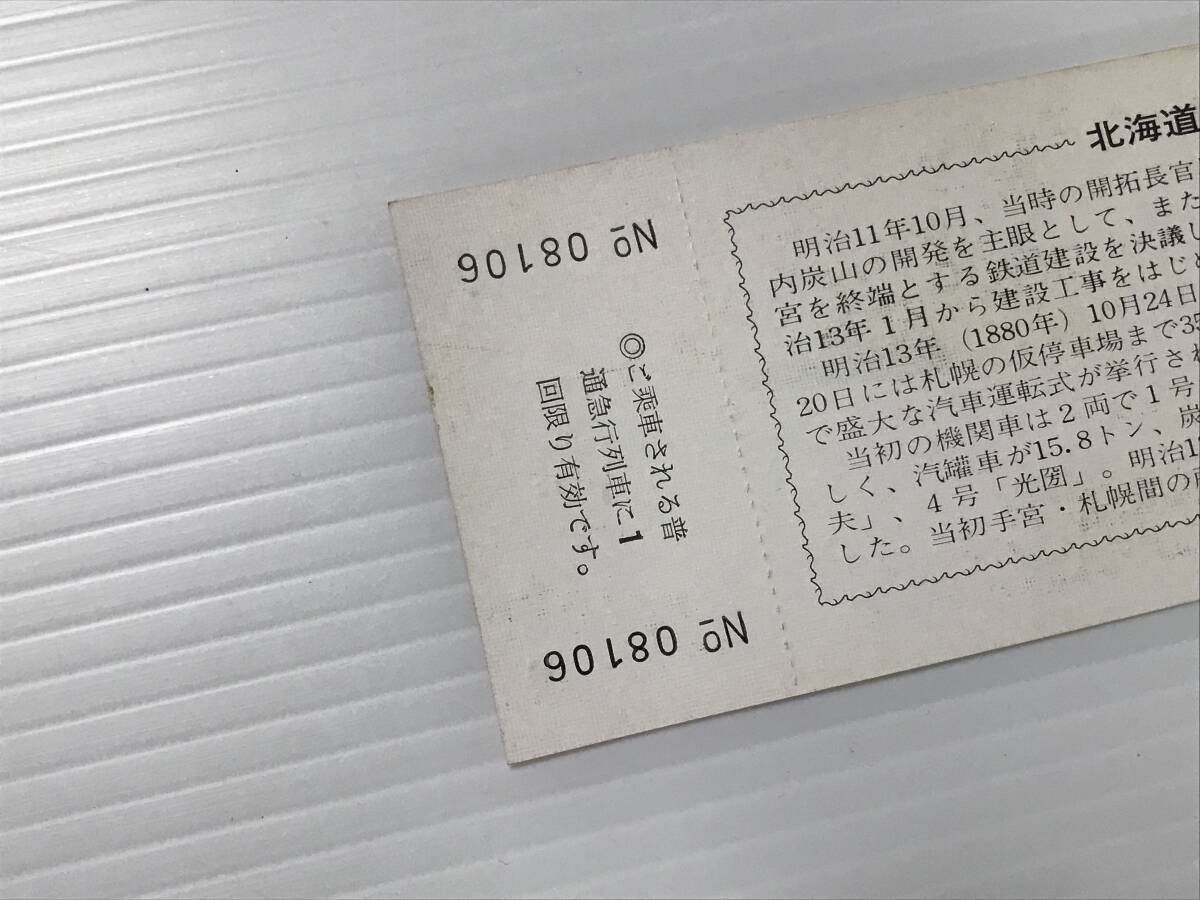 № 08106
◎ご乗車される普
通急行列車に1
回限り有効です。
№ 08106
北海道
明治11年10月、当時の開拓長官
内炭山の開発を主眼として、また
宮を終端とする鉄道建設を決議し
治13年1月から建設工事をはじ
明治13年(1880年)10月24日
20日には札幌の仮停車場まで35
で盛大な汽車運転式が挙行され
当初の機関車は2両で1号
しく、汽罐車が15.8トン、炭
夫」、4号「光圀」。明治1
した。当初手宮・札幌間の